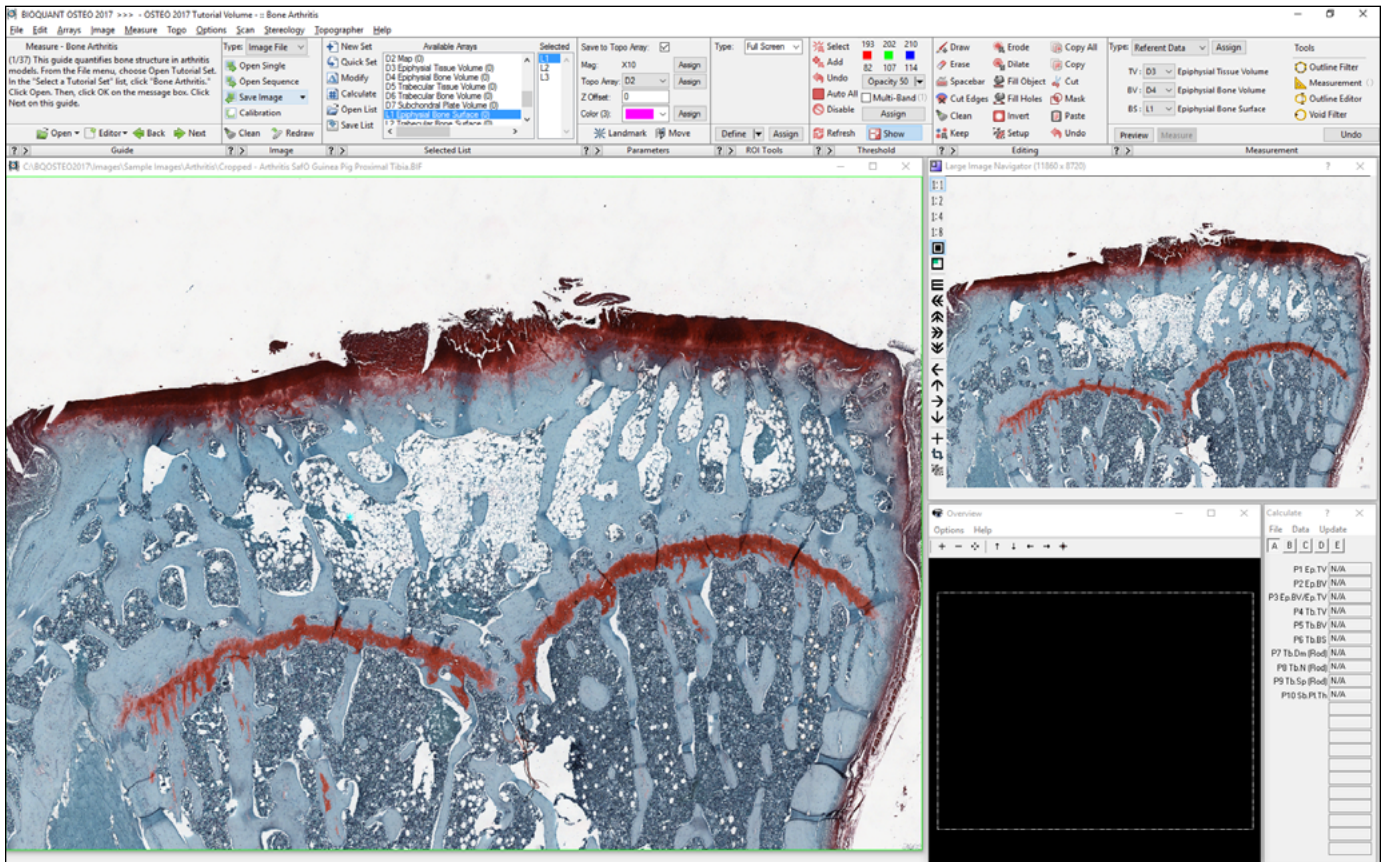 BIOQUANT OSTEO 2017 >>> - OSTEO 2017 Tutorial Volume - :: Bone Arthritis
File Edit Arrays Image Measure Topo Options Scan Stereology Topographer Help
Measure - Bone Arthritis
(1/37) This guide quantifies bone structure in arthritis
models. From the File menu, choose Open Tutorial Set.
In the "Select a Tutorial Set" list, click "Bone Arthritis."
Click Open. Then, click OK on the message box. Click
Next on this guide.
Open Editor Back Next
? > Guide
Type: Image File
Open Single
Open Sequence
Save Image
Calibration
Clean Redraw
? > Image
New Set
Quick Set
Modify
Calculate
Open List
Save List
Available Arrays
D2 Map (0)
D3 Epiphysial Tissue Volume (0)
D4 Epiphysial Bone Volume (0)
D5 Trabecular Tissue Volume (0)
D6 Trabecular Bone Volume (0)
D7 Subchondral Plate Volume (0)
L1 Epiphysial Bone Surface (0)
L2 Trabecular Bone Surface (0)
Selected
L1
L2
L3
? > Selected List
Save to Topo Array:
Mag: X10 Assign
Topo Array: D2 Assign
Z Offset: 0
Color (3): Assign
Landmark Move
? > Parameters
Type: Full Screen
Define Assign
? > ROI Tools
Select 193 202 210
Add 82 107 114
Undo Opacity 50
Auto All Multi-Band (1)
Disable Assign
Refresh Show
? > Threshold
Draw Erode Copy All
Erase Dilate Copy
Spacebar Fill Object Cut
Cut Edges Fill Holes Mask
Clean Invert Paste
Keep Setup Undo
? > Editing
Type: Referent Data Assign
TV: D3 Epiphysial Tissue Volume
BV: D4 Epiphysial Bone Volume
BS: L1 Epiphysial Bone Surface
Preview Measure
Tools
Outline Filter
Measurement ()
Outline Editor
Void Filter
Undo
? > Measurement
C:\BQOSTEO2017\Images\Sample Images\Arthritis\Cropped - Arthritis SafO Guinea Pig Proximal Tibia.BIF
Large Image Navigator (11860 x 8720)
1:1
1:2
1:4
1:8
Overview
Options Help
Calculate
File Data Update
A B C D E
P1 Ep.TV N/A
P2 Ep.BV N/A
P3 Ep.BV/Ep.TV N/A
P4 Tb.TV N/A
P5 Tb.BV N/A
P6 Tb.BS N/A
P7 Tb.Dm (Rod) N/A
P8 Tb.N (Rod) N/A
P9 Tb.Sp (Rod) N/A
P10 Sb.Pl.Th N/A